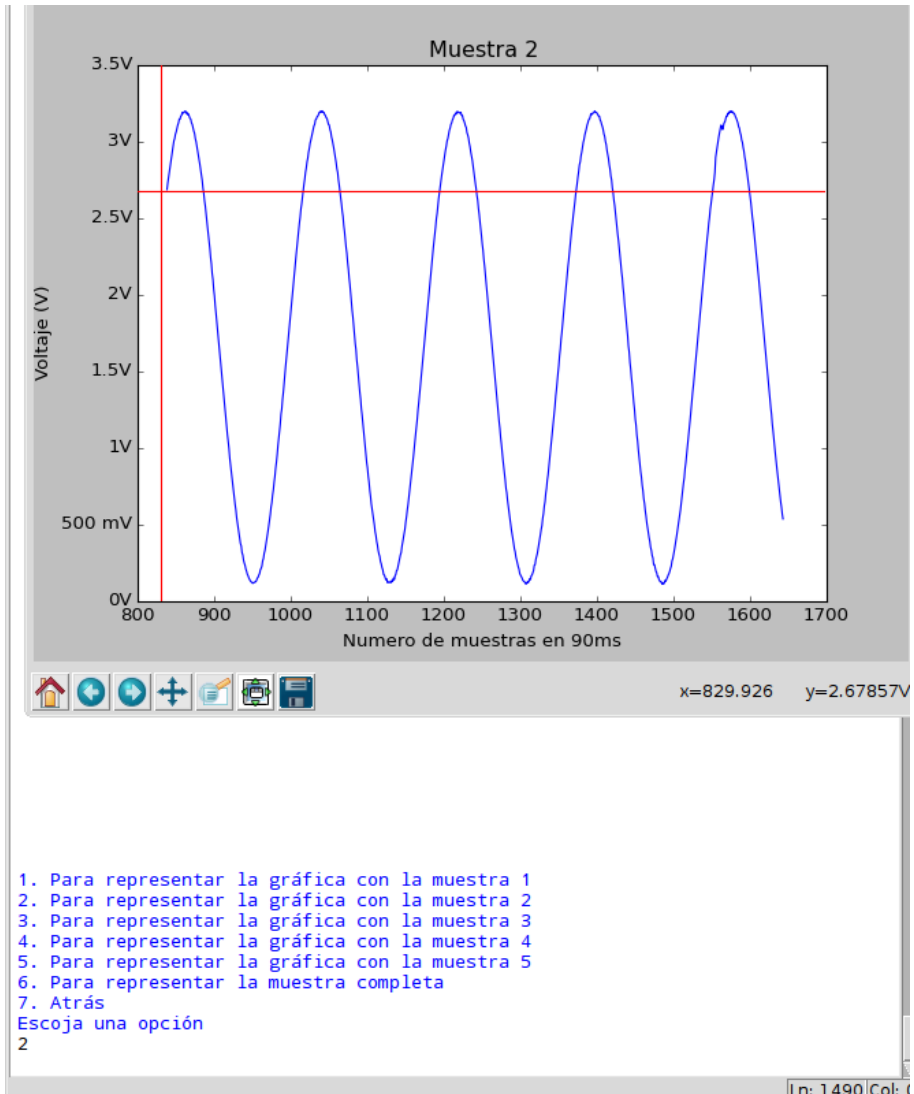 Muestra 2
3.5V
3V
2.5V
2V
1.5V
1V
500 mV
0V
Voltaje (V)
800 900 1000 1100 1200 1300 1400 1500 1600 1700
Numero de muestras en 90ms
x=829.926 y=2.67857V
1. Para representar la gráfica con la muestra 1
2. Para representar la gráfica con la muestra 2
3. Para representar la gráfica con la muestra 3
4. Para representar la gráfica con la muestra 4
5. Para representar la gráfica con la muestra 5
6. Para representar la muestra completa
7. Atrás
Escoja una opción
2
Ln: 1490 Col: